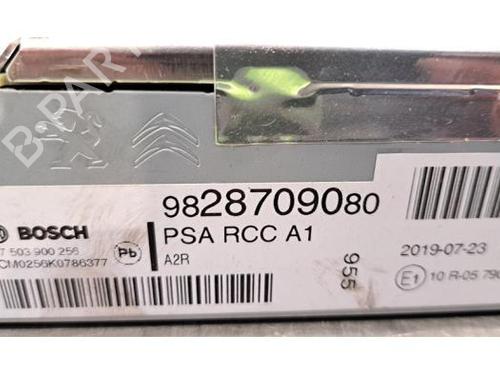 B-PARTS
9828709080
BOSCH
PSA RCC A1
7 503 900 256
A2R
Pb
CM0256K0786377
955
2019-07-23
E1 10 R-05 790